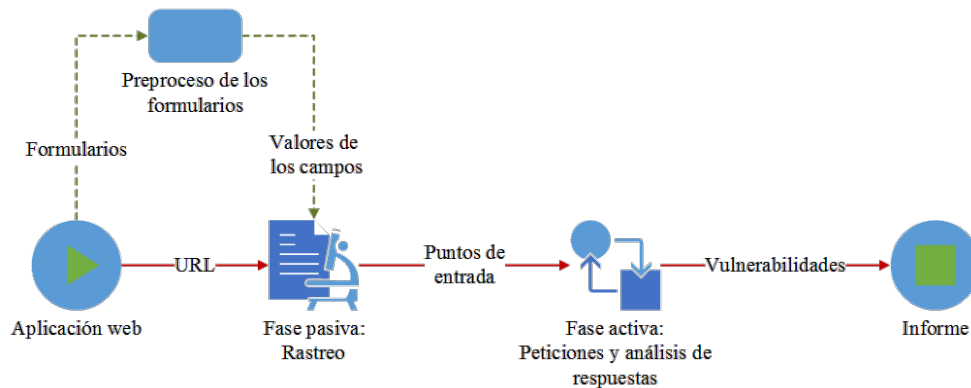 Preproceso de los
formularios
Formularios
Valores de
los campos
URL
Puntos de
entrada
Vulnerabilidades
Aplicación web
Fase pasiva:
Rastreo
Fase activa:
Peticiones y análisis de
respuestas
Informe